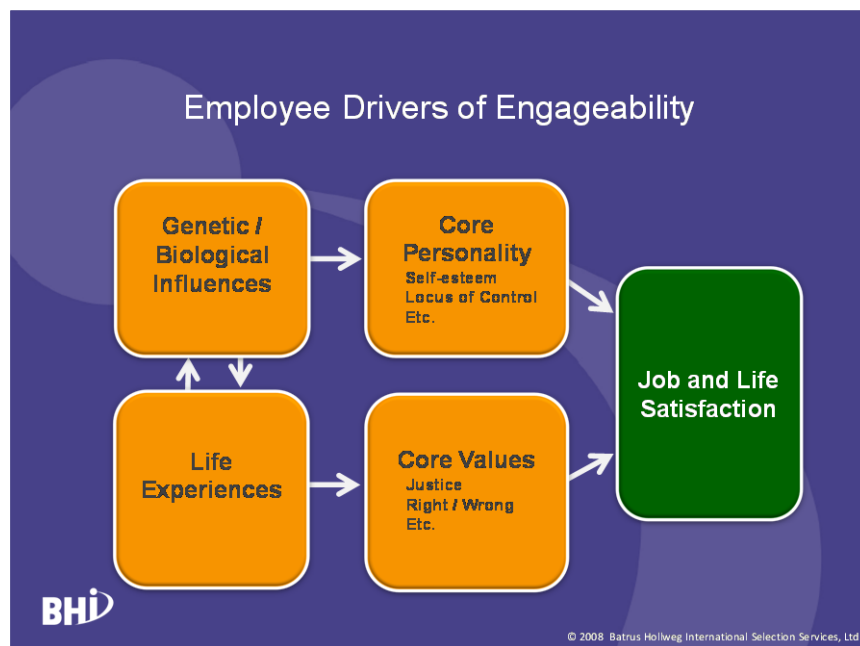 Employee Drivers of Engageability
Genetic /
Biological
Influences
Core
Personality
Self-esteem
Locus of Control
Etc.
Job and Life
Satisfaction
Life
Experiences
Core Values
Justice
Right / Wrong
Etc.
BHi
© 2008 Batrus Hollweg International Selection Services, Ltd